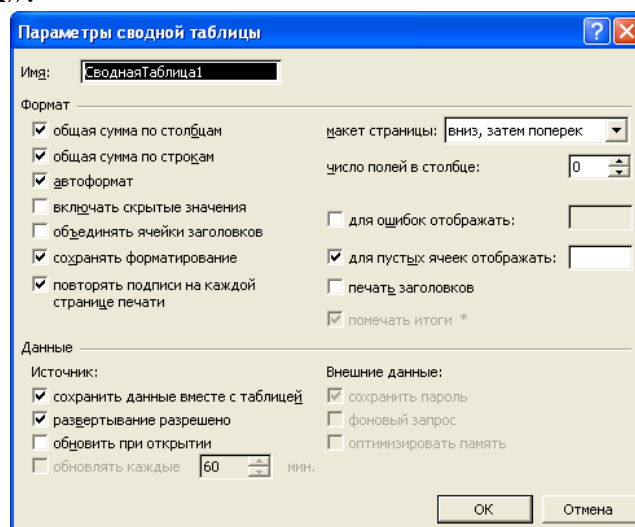 Параметры сводной таблицы
Имя: СводнаяТаблица1
Формат
общая сумма по столбцам
макет страницы: вниз, затем поперек
общая сумма по строкам
число полей в столбце: 0
автоформат
включать скрытые значения
для ошибок отображать:
объединять ячейки заголовков
сохранять форматирование
для пустых ячеек отображать:
повторять подписи на каждой
странице печати
печать заголовков
помечать итоги *
Данные
Источник:
Внешние данные:
сохранить данные вместе с таблицей
сохранить пароль
развертывание разрешено
фоновый запрос
обновить при открытии
оптимизировать память
обновлять каждые 60 мин.
ОК Отмена